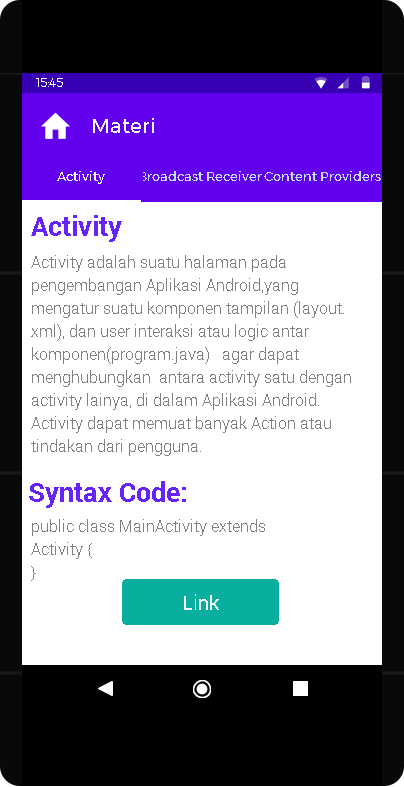 15:45
Materi
Activity
Broadcast Receiver
Content Providers
Activity
Activity adalah suatu halaman pada
pengembangan Aplikasi Android,yang
mengatur suatu komponen tampilan (layout.
xml), dan user interaksi atau logic antar
komponen(program.java)   agar dapat
menghubungkan  antara activity satu dengan
activity lainya, di dalam Aplikasi Android.
Activity dapat memuat banyak Action atau
tindakan dari pengguna.
Syntax Code:
public class MainActivity extends
Activity {
}
Link